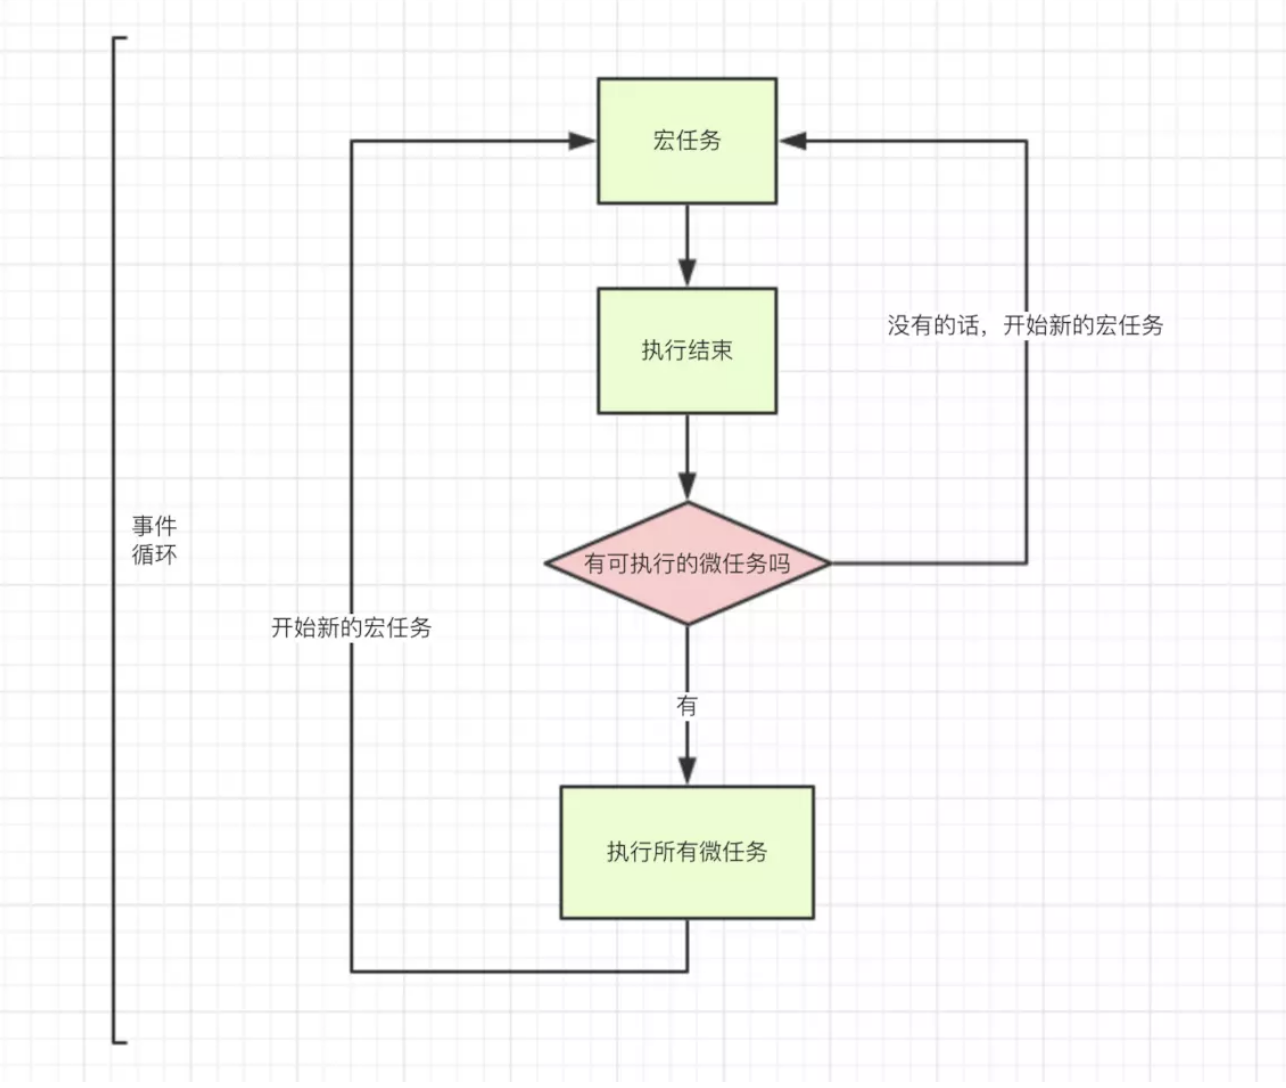 宏任务
执行结束
没有的话，开始新的宏任务
事件
循环
有可执行的微任务吗
开始新的宏任务
有
执行所有微任务